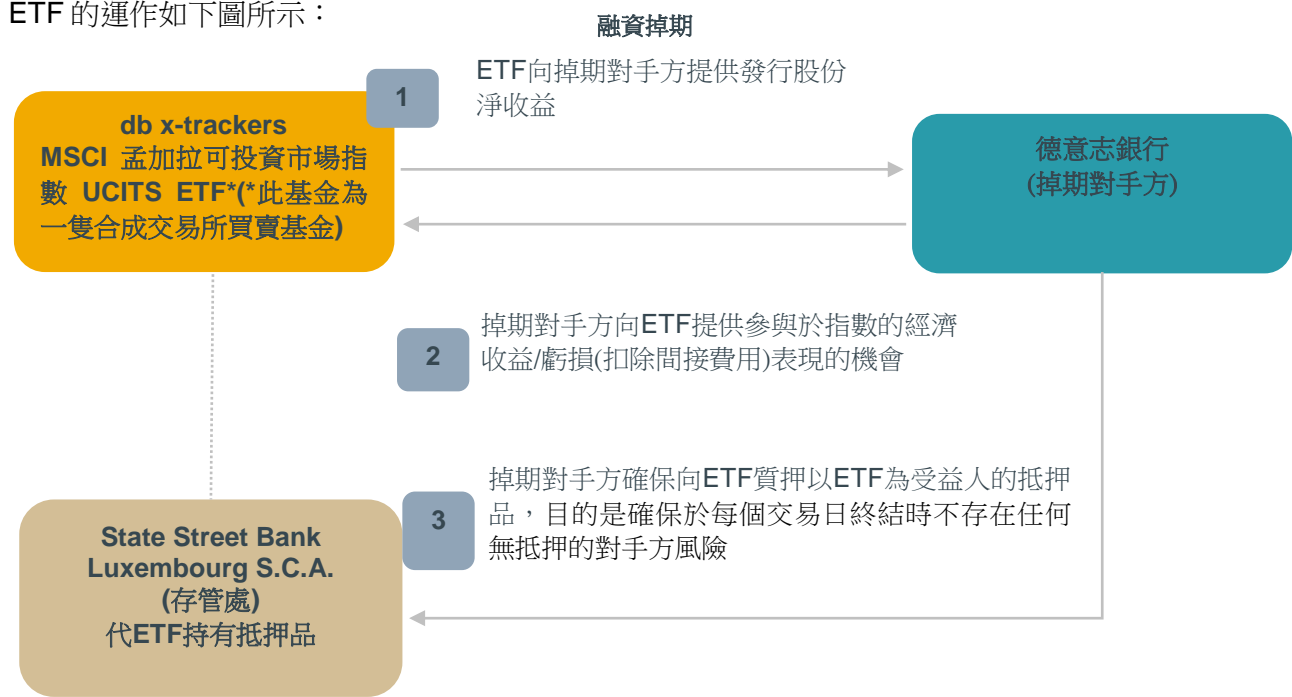 ETF 的運作如下圖所示：
融資掉期
1
ETF向掉期對手方提供發行股份
淨收益
db x-trackers
MSCI 孟加拉可投資市場指
數 UCITS ETF*(*此基金為
一隻合成交易所買賣基金)
德意志銀行
(掉期對手方)
2
掉期對手方向ETF提供參與於指數的經濟
收益/虧損(扣除間接費用)表現的機會
3
掉期對手方確保向ETF質押以ETF為受益人的抵押
品，目的是確保於每個交易日終結時不存在任何
無抵押的對手方風險
State Street Bank
Luxembourg S.C.A.
(存管處)
代ETF持有抵押品